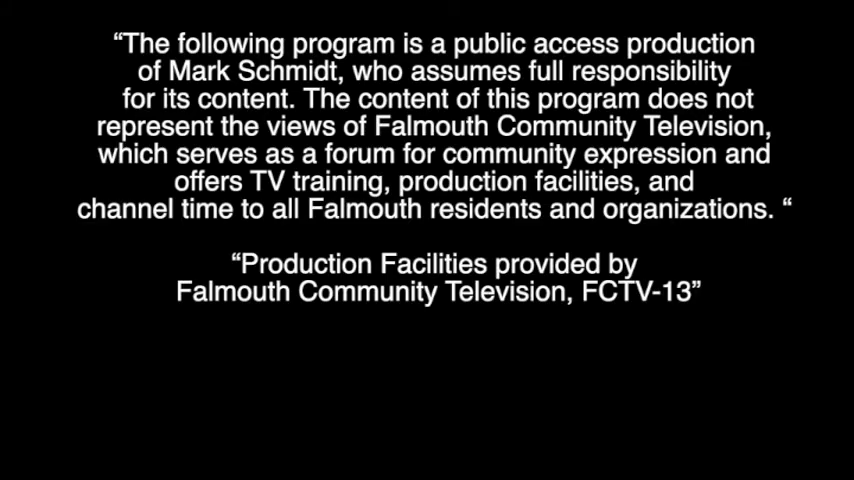 “The following program is a public access production
of Mark Schmidt, who assumes full responsibility
for its content. The content of this program does not
represent the views of Falmouth Community Television,
which serves as a forum for community expression and
offers TV training, production facilities, and
channel time to all Falmouth residents and organizations. “
“Production Facilities provided by
Falmouth Community Television, FCTV-13”